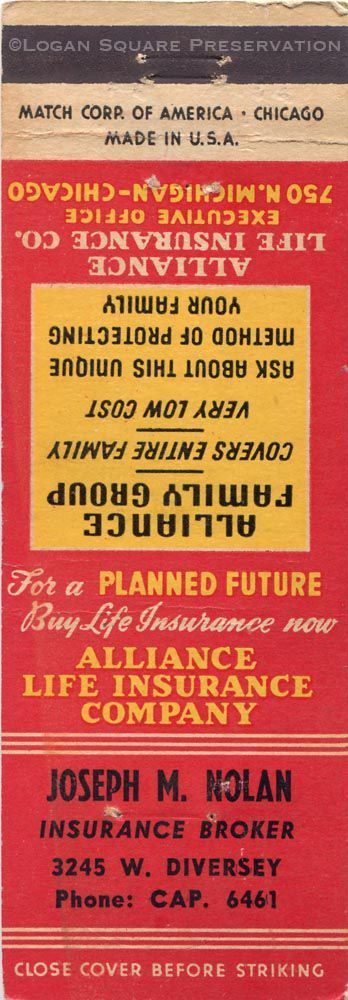 ©Logan Square Preservation
MATCH CORP. OF AMERICA · CHICAGO
MADE IN U.S.A.
ALLIANCE
FAMILY GROUP
COVERS ENTIRE FAMILY
VERY LOW COST
ASK ABOUT THIS UNIQUE
METHOD OF PROTECTING
YOUR FAMILY
ALLIANCE
LIFE INSURANCE CO.
EXECUTIVE OFFICE
750 N. MICHIGAN-CHICAGO
For a PLANNED FUTURE
Buy Life Insurance now
ALLIANCE
LIFE INSURANCE
COMPANY
JOSEPH M. NOLAN
INSURANCE BROKER
3245 W. DIVERSEY
Phone: CAP. 6461
CLOSE COVER BEFORE STRIKING